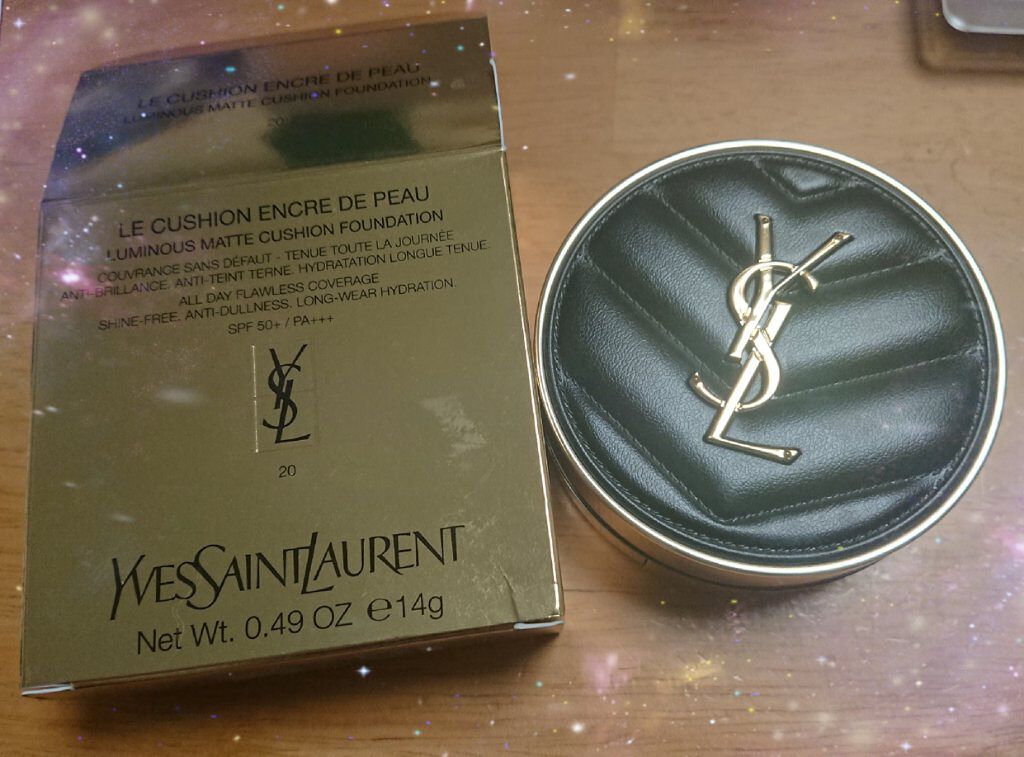 LE CUSHION ENCRE DE PEAU
LUMINOUS MATTE CUSHION FOUNDATION
20
LE CUSHION ENCRE DE PEAU
LUMINOUS MATTE CUSHION FOUNDATION
COUVRANCE SANS DÉFAUT - TENUE TOUTE LA JOURNÉE
ANTI-BRILLANCE, ANTI-TEINT TERNE. HYDRATATION LONGUE TENUE.
ALL DAY FLAWLESS COVERAGE
SHINE-FREE, ANTI-DULLNESS, LONG-WEAR HYDRATION.
SPF 50+ / PA+++
YSL
20
YVESSAINTLAURENT
Net Wt. 0.49 OZ ℮14g
YSL